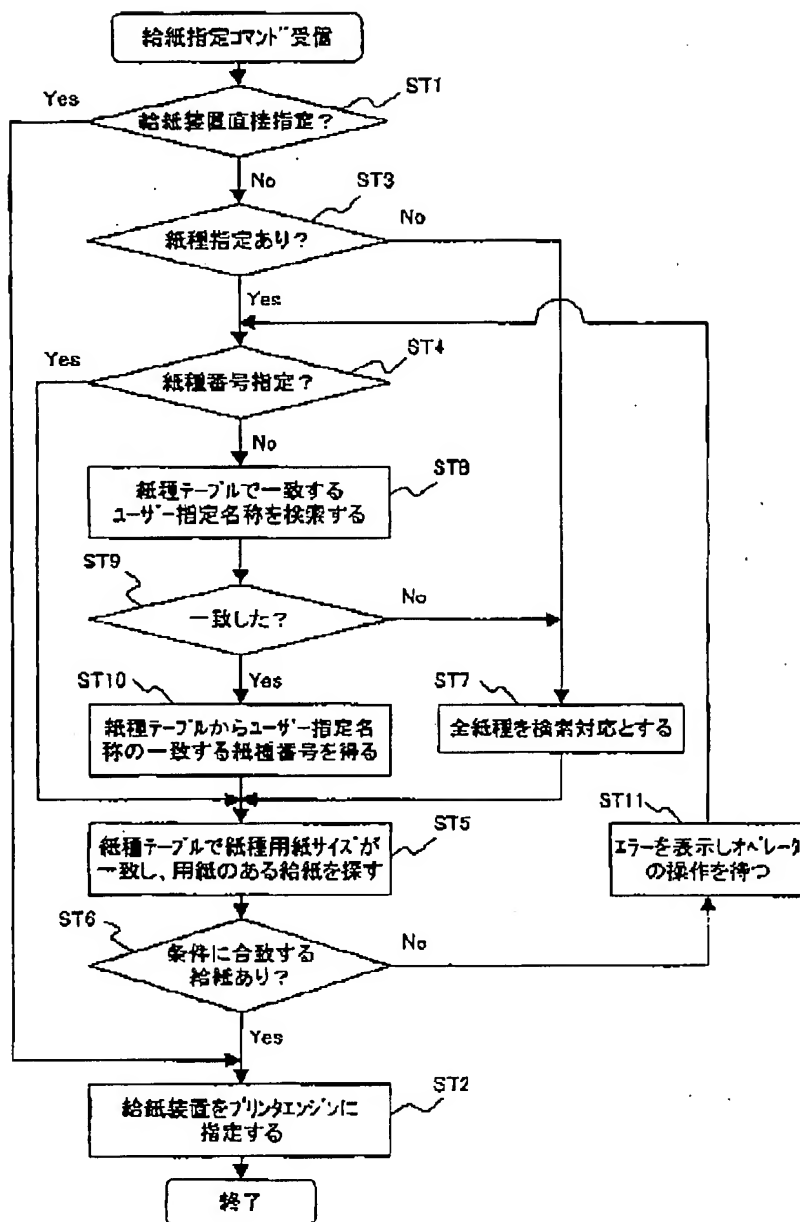 給紙指定コマンド受信
ST1
Yes
給紙装置直接指定？
No
ST3
No
紙種指定あり？
Yes
Yes
ST4
紙種番号指定？
No
ST8
紙種テーブルで一致する
ユーザー指定名称を検索する
ST9
No
一致した？
Yes
ST10
ST7
紙種テーブルからユーザー指定名
称の一致する紙種番号を得る
全紙種を検索対応とする
ST11
ST5
紙種テーブルで紙種用紙サイズが
一致し、用紙のある給紙を探す
エラーを表示しオペレータ
の操作を待つ
ST6
No
条件に合致する
給紙あり？
Yes
ST2
給紙装置をプリンタエンジンに
指定する
終了